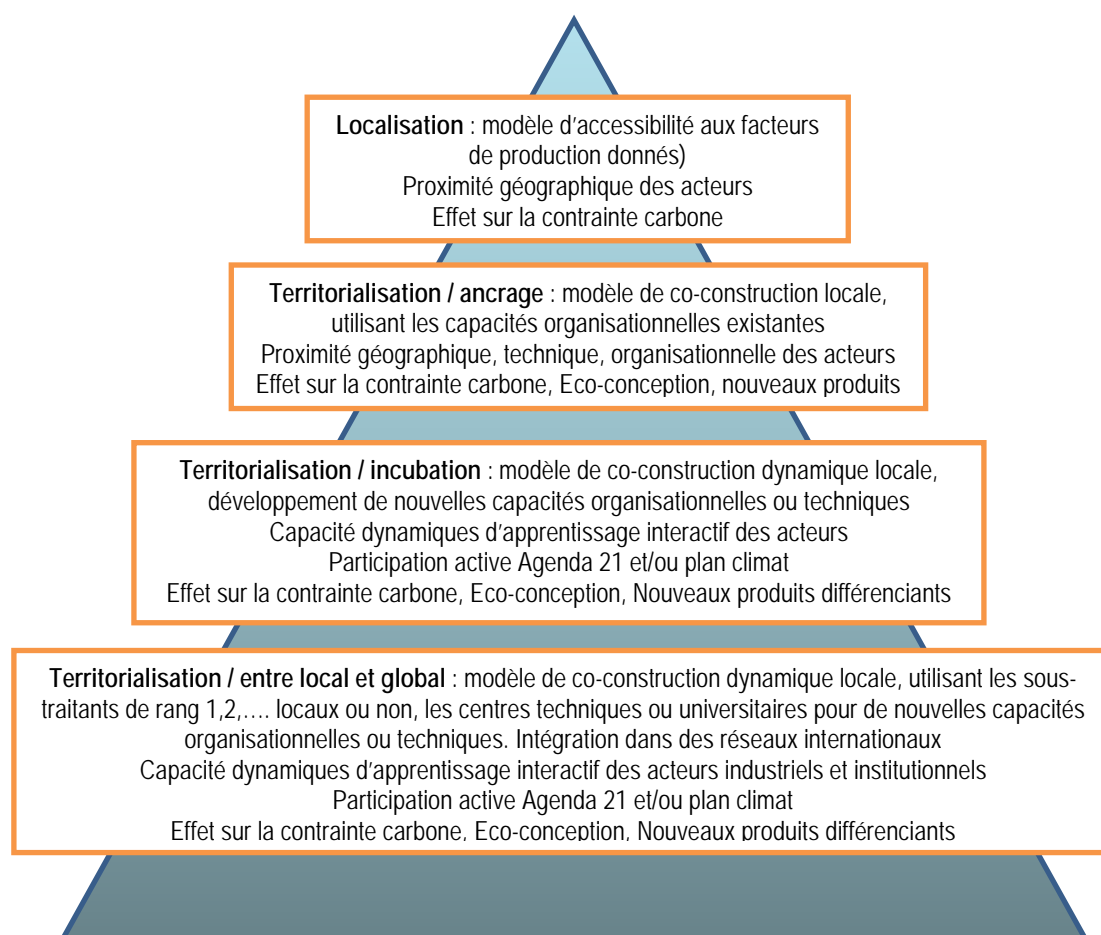 Localisation : modèle d'accessibilité aux facteurs
de production donnés)
Proximité géographique des acteurs
Effet sur la contrainte carbone
Territorialisation / ancrage : modèle de co-construction locale,
utilisant les capacités organisationnelles existantes
Proximité géographique, technique, organisationnelle des acteurs
Effet sur la contrainte carbone, Eco-conception, nouveaux produits
Territorialisation / incubation : modèle de co-construction dynamique locale,
développement de nouvelles capacités organisationnelles ou techniques
Capacité dynamiques d'apprentissage interactif des acteurs
Participation active Agenda 21 et/ou plan climat
Effet sur la contrainte carbone, Eco-conception, Nouveaux produits différenciants
Territorialisation / entre local et global : modèle de co-construction dynamique locale, utilisant les sous-
traitants de rang 1,2,…. locaux ou non, les centres techniques ou universitaires pour de nouvelles capacités
organisationnelles ou techniques. Intégration dans des réseaux internationaux
Capacité dynamiques d'apprentissage interactif des acteurs industriels et institutionnels
Participation active Agenda 21 et/ou plan climat
Effet sur la contrainte carbone, Eco-conception, Nouveaux produits différenciants